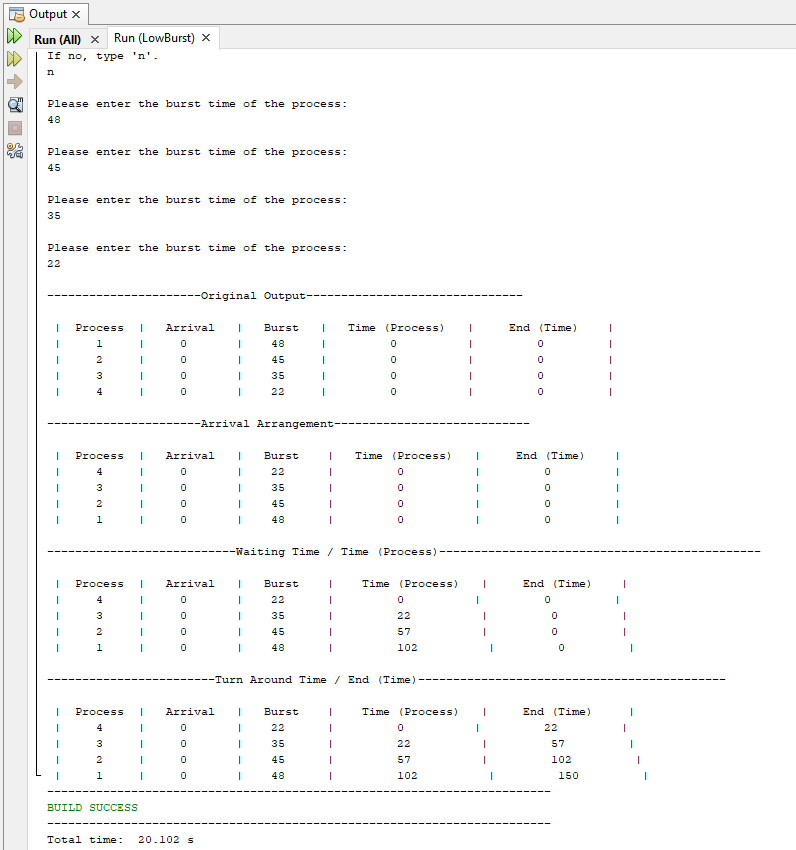 Output
Run (All) Run (LowBurst)
If no, type 'n'.
n
Please enter the burst time of the process:
48
Please enter the burst time of the process:
45
Please enter the burst time of the process:
35
Please enter the burst time of the process:
22
----------------------Original Output-------------------------------
| Process | Arrival | Burst | Time (Process) | End (Time) |
| 1 | 0 | 48 | 0 | 0 |
| 2 | 0 | 45 | 0 | 0 |
| 3 | 0 | 35 | 0 | 0 |
| 4 | 0 | 22 | 0 | 0 |
----------------------Arrival Arrangement----------------------------
| Process | Arrival | Burst | Time (Process) | End (Time) |
| 4 | 0 | 22 | 0 | 0 |
| 3 | 0 | 35 | 0 | 0 |
| 2 | 0 | 45 | 0 | 0 |
| 1 | 0 | 48 | 0 | 0 |
---------------------------Waiting Time / Time (Process)----------------------------------------------
| Process | Arrival | Burst | Time (Process) | End (Time) |
| 4 | 0 | 22 | 0 | 0 |
| 3 | 0 | 35 | 22 | 0 |
| 2 | 0 | 45 | 57 | 0 |
| 1 | 0 | 48 | 102 | 0 |
------------------------Turn Around Time / End (Time)--------------------------------------------
| Process | Arrival | Burst | Time (Process) | End (Time) |
| 4 | 0 | 22 | 0 | 22 |
| 3 | 0 | 35 | 22 | 57 |
| 2 | 0 | 45 | 57 | 102 |
| 1 | 0 | 48 | 102 | 150 |
------------------------------------------------------------------------
BUILD SUCCESS
------------------------------------------------------------------------
Total time: 20.102 s